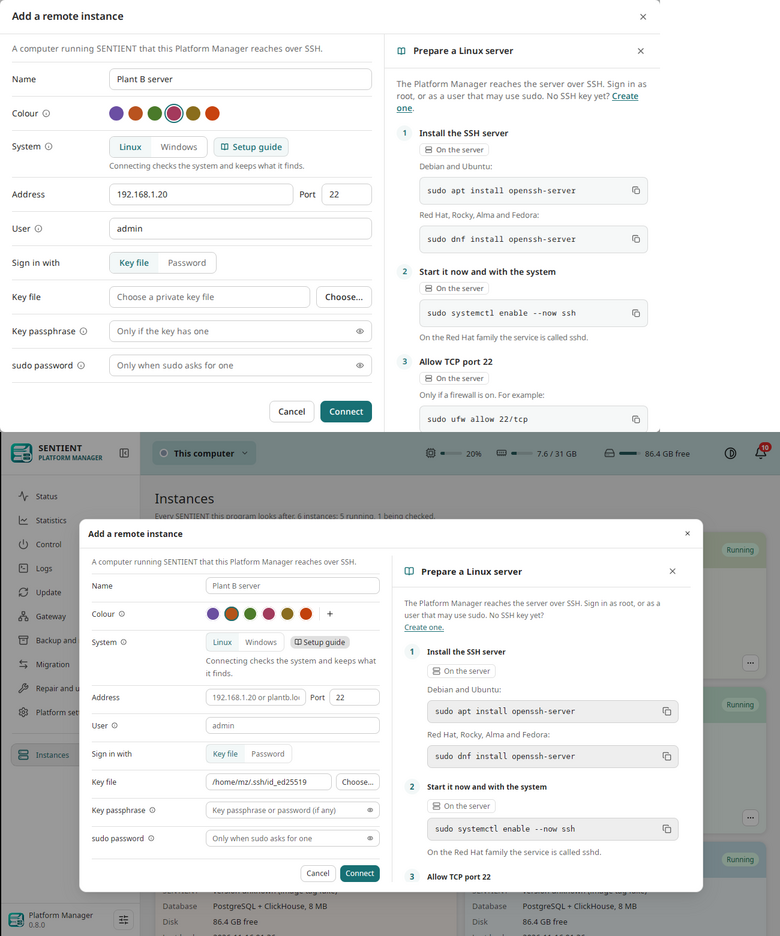 Add a remote instance
A computer running SENTIENT that this Platform Manager reaches over SSH.
Name
Plant B server
Colour
System
Linux
Windows
Setup guide
Connecting checks the system and keeps what it finds.
Address
192.168.1.20
Port
22
User
admin
Sign in with
Key file
Password
Key file
Choose a private key file
Choose...
Key passphrase
Only if the key has one
sudo password
Only when sudo asks for one
Cancel
Connect
Prepare a Linux server
The Platform Manager reaches the server over SSH. Sign in as
root, or as a user that may use sudo. No SSH key yet? Create
one.
1
Install the SSH server
On the server
Debian and Ubuntu:
sudo apt install openssh-server
Red Hat, Rocky, Alma and Fedora:
sudo dnf install openssh-server
2
Start it now and with the system
On the server
sudo systemctl enable --now ssh
On the Red Hat family the service is called sshd.
3
Allow TCP port 22
On the server
Only if a firewall is on. For example:
sudo ufw allow 22/tcp
SENTIENT
PLATFORM MANAGER
This computer
20%
7.6 / 31 GB
86.4 GB free
10
Status
Statistics
Control
Logs
Update
Gateway
Backup and
Migration
Repair and u
Platform set
Instances
Platform Manager
0.8.0
Instances
Every SENTIENT this program looks after. 6 instances: 5 running, 1 being checked.
Running
Running
Running
Add a remote instance
A computer running SENTIENT that this Platform Manager reaches over SSH.
Name
Plant B server
Colour
+
System
Linux
Windows
Setup guide
Connecting checks the system and keeps what
it finds.
Address
192.168.1.20 or plantb.lo
Port
22
User
admin
Sign in with
Key file
Password
Key file
/home/mz/.ssh/id_ed25519
Choose...
Key passphrase
Key passphrase or password (if any)
sudo password
Only when sudo asks for one
Cancel
Connect
Prepare a Linux server
The Platform Manager reaches the server over SSH. Sign in as root, or as a
user that may use sudo. No SSH key yet?
Create one.
1
Install the SSH server
On the server
Debian and Ubuntu:
sudo apt install openssh-server
Red Hat, Rocky, Alma and Fedora:
sudo dnf install openssh-server
2
Start it now and with the system
On the server
sudo systemctl enable --now ssh
On the Red Hat family the service is called sshd.
3
Allow TCP port 22
Database
PostgreSQL + ClickHouse, 8 MB
Disk
86.4 GB free
Database
PostgreSQL + ClickHouse, 8 MB
Disk
86.4 GB free